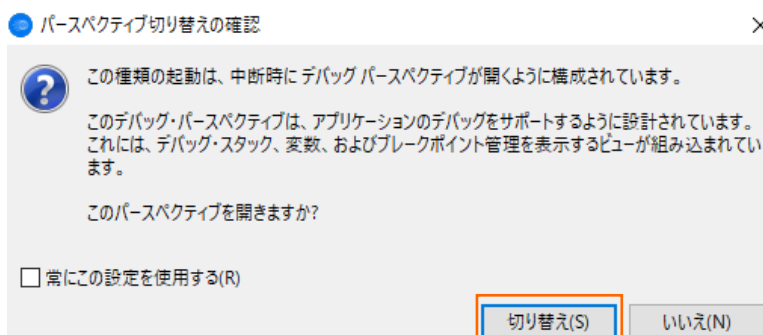 パースペクティブ切り替えの確認
この種類の起動は、中断時に デバッグ パースペクティブが開くように構成されています。
このデバッグ・パースペクティブは、アプリケーションのデバッグをサポートするように設計されています。
これには、デバッグ・スタック、変数、およびブレークポイント管理を表示するビューが組み込まれてい
ます。
このパースペクティブを開きますか?
常にこの設定を使用する(R)
切り替え(S)
いいえ(N)